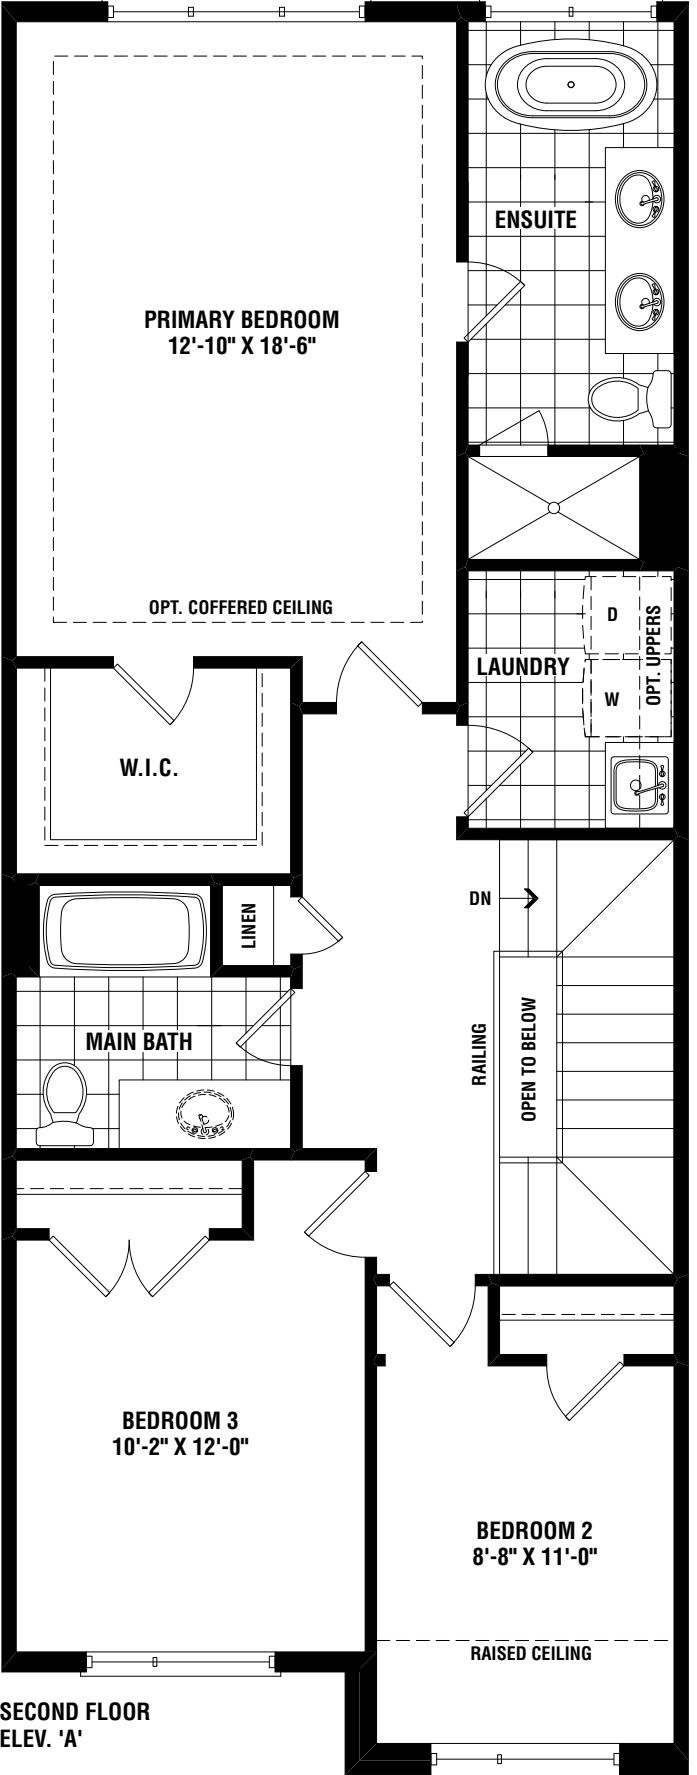 ENSUITE
PRIMARY BEDROOM
12'-10" X 18'-6"
OPT. COFFERED CEILING
D
OPT. UPPERS
LAUNDRY
W
W.I.C.
DN
LINEN
MAIN BATH
RAILING
OPEN TO BELOW
BEDROOM 3
10'-2" X 12'-0"
BEDROOM 2
8'-8" X 11'-0"
RAISED CEILING
SECOND FLOOR
ELEV. 'A'